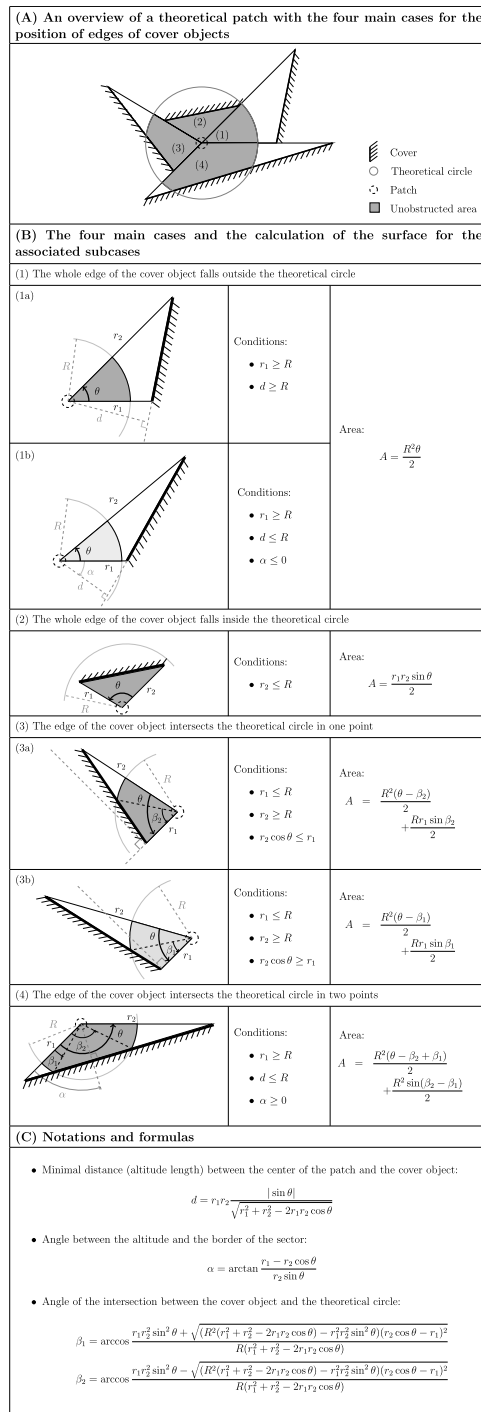 (A) An overview of a theoretical patch with the four main cases for the
position of edges of cover objects
(2)
(1)
(3)
(4)
Cover
Theoretical circle
Patch
Unobstructed area
(B) The four main cases and the calculation of the surface for the
associated subcases
(1) The whole edge of the cover object falls outside the theoretical circle
(1a)
r₂
R
θ
r₁
d
Conditions:
• r₁ ≥ R
• d ≥ R
Area:
A = R²θ / 2
(1b)
r₂
R
θ
α
r₁
d
Conditions:
• r₁ ≥ R
• d ≤ R
• α ≤ 0
(2) The whole edge of the cover object falls inside the theoretical circle
r₁
θ
r₂
R
Conditions:
• r₂ ≤ R
Area:
A = r₁r₂ sin θ / 2
(3) The edge of the cover object intersects the theoretical circle in one point
(3a)
r₂
R
θ
β₂
r₁
Conditions:
• r₁ ≤ R
• r₂ ≥ R
• r₂ cos θ ≤ r₁
Area:
A = R²(θ − β₂) / 2
+ Rr₁ sin β₂ / 2
(3b)
r₂
R
θ
β₁
r₁
Conditions:
• r₁ ≤ R
• r₂ ≥ R
• r₂ cos θ ≥ r₁
Area:
A = R²(θ − β₁) / 2
+ Rr₁ sin β₁ / 2
(4) The edge of the cover object intersects the theoretical circle in two points
R
r₂
r₁
β₂
θ
β₁
α
Conditions:
• r₁ ≥ R
• d ≤ R
• α ≥ 0
Area:
A = R²(θ − β₂ + β₁) / 2
+ R² sin(β₂ − β₁) / 2
(C) Notations and formulas
• Minimal distance (altitude length) between the center of the patch and the cover object:
d = r₁r₂ |sin θ| / √(r₁² + r₂² − 2r₁r₂ cos θ)
• Angle between the altitude and the border of the sector:
α = arctan (r₁ − r₂ cos θ) / (r₂ sin θ)
• Angle of the intersection between the cover object and the theoretical circle:
β₁ = arccos (r₁r₂² sin² θ + √((R²(r₁² + r₂² − 2r₁r₂ cos θ) − r₁²r₂² sin² θ)(r₂ cos θ − r₁)²)) / (R(r₁² + r₂² − 2r₁r₂ cos θ))
β₂ = arccos (r₁r₂² sin² θ − √((R²(r₁² + r₂² − 2r₁r₂ cos θ) − r₁²r₂² sin² θ)(r₂ cos θ − r₁)²)) / (R(r₁² + r₂² − 2r₁r₂ cos θ))